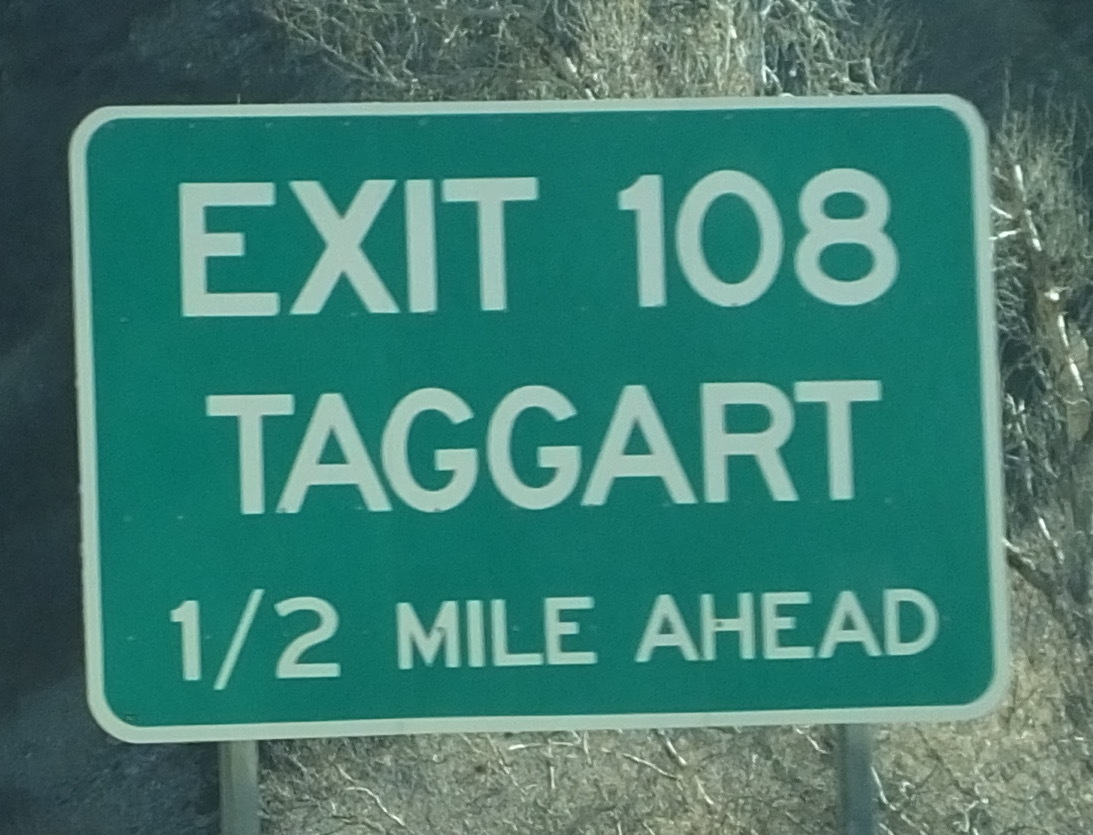 EXIT 108
TAGGART
1/2 MILE AHEAD